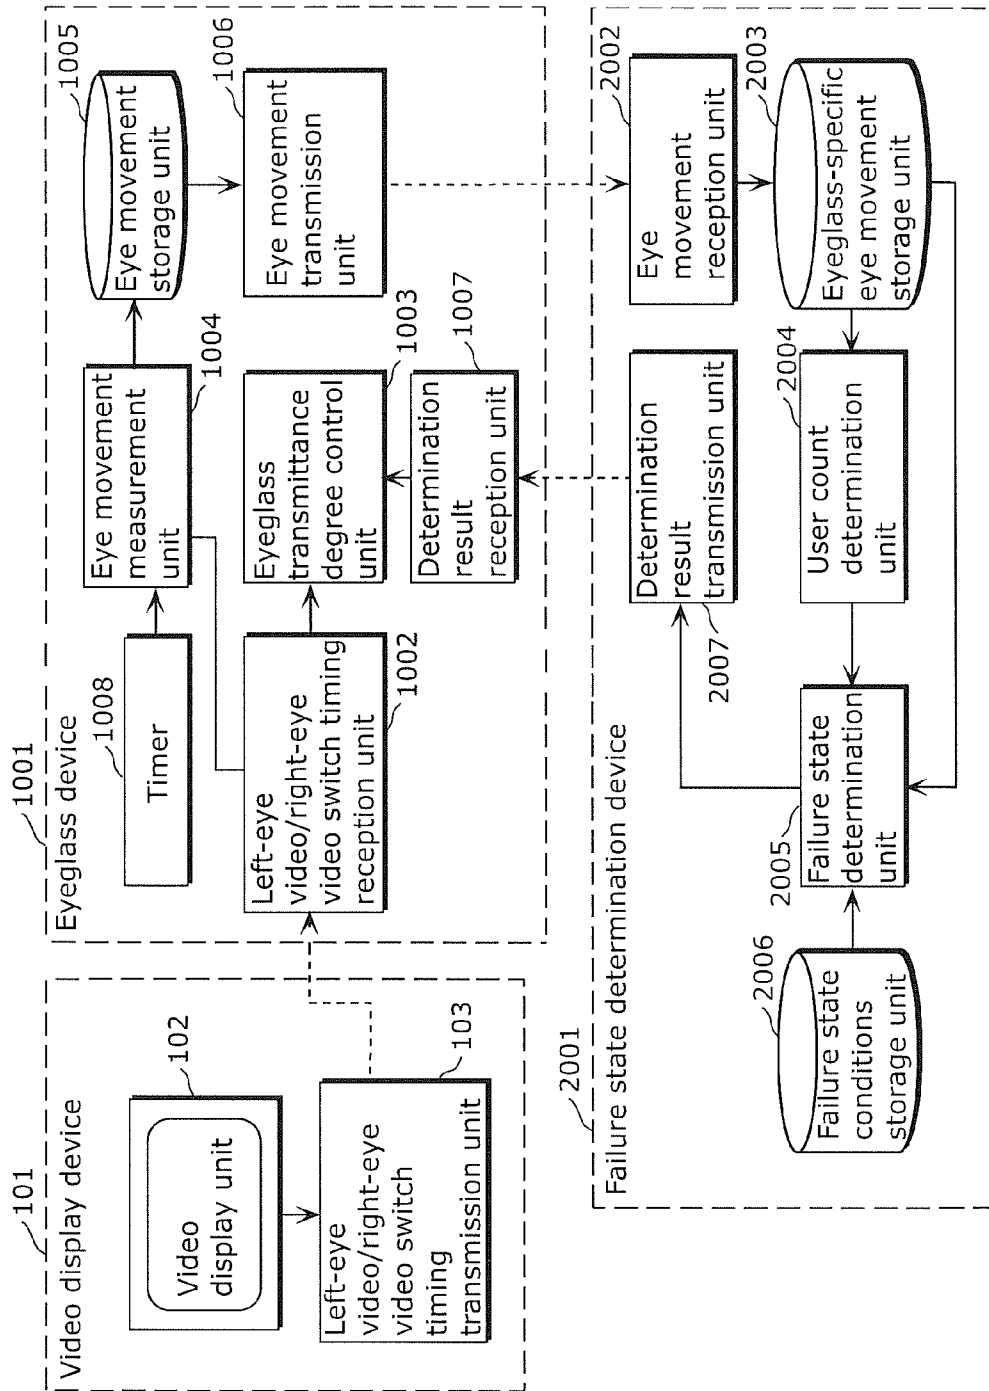 101
Video display device
102
Video
display unit
Left-eye
video/right-eye
video switch
timing
transmission unit
103
1001
Eyeglass device
1008
Timer
Left-eye
video/right-eye
video switch timing
reception unit
1002
Eye movement
measurement
unit
1004
Eyeglass
transmittance
degree control
unit
1003
Determination
result
reception unit
1007
1005
Eye movement
storage unit
1006
Eye movement
transmission
unit
2001
Failure state determination device
2006
Failure state
conditions
storage unit
2005
Failure state
determination
unit
Determination
result
transmission unit
2007
2004
User count
determination
unit
2002
Eye
movement
reception unit
2003
Eyeglass-specific
eye movement
storage unit